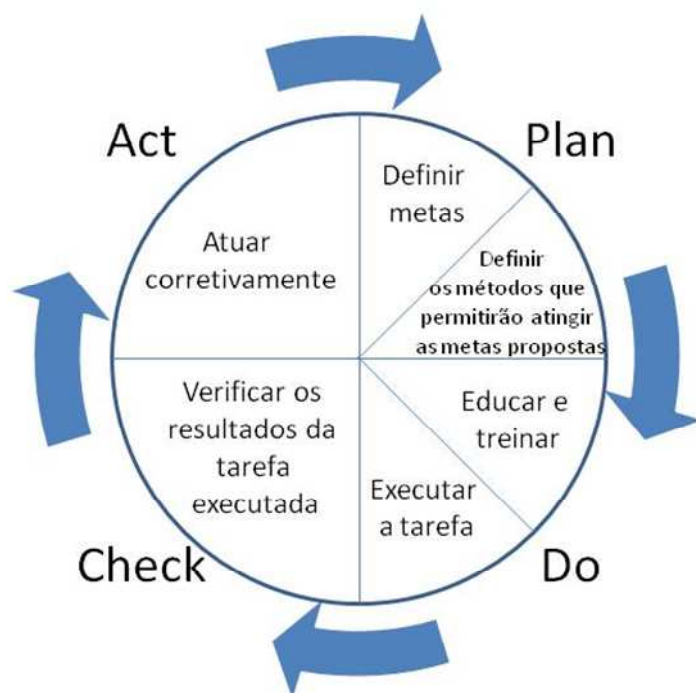 Act
Plan
Definir
metas
Atuar
corretivamente
Definir
os métodos que
permitirão atingir
as metas propostas
Verificar os
resultados da
tarefa
executada
Educar e
treinar
Executar
a tarefa
Check
Do